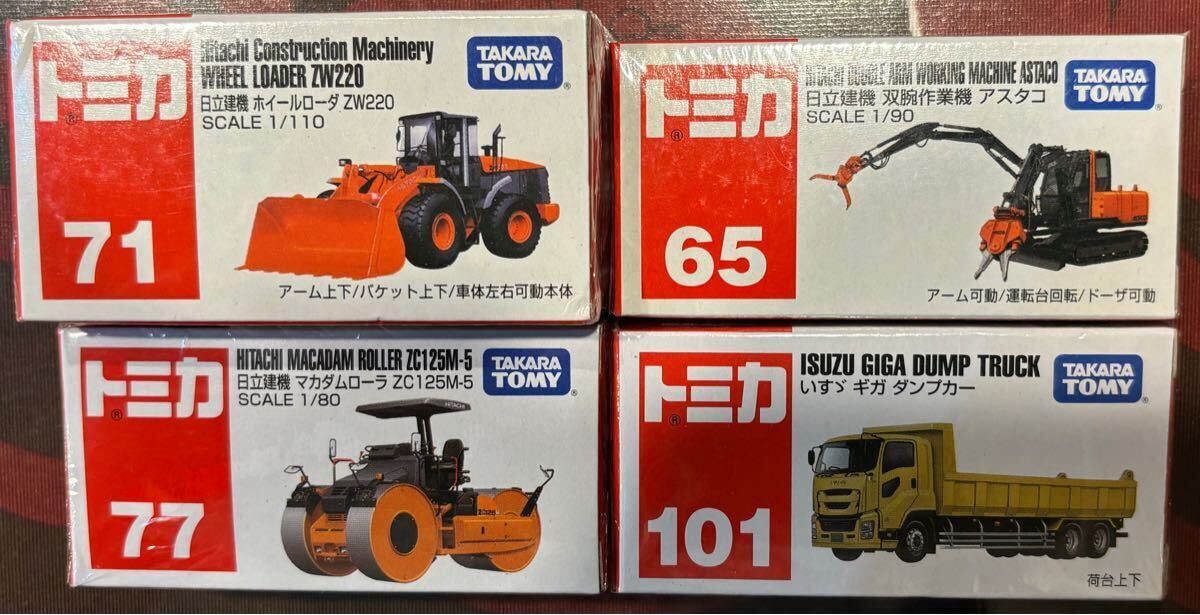 トミカ
®
71
Hitachi Construction Machinery
WHEEL LOADER ZW220
日立建機 ホイールローダ ZW220
SCALE 1/110
TAKARA
TOMY
®
アーム上下/バケット上下/車体左右可動本体
トミカ
®
65
HITACHI DOUBLE ARM WORKING MACHINE ASTACO
日立建機 双腕作業機 アスタコ
SCALE 1/90
TAKARA
TOMY
®
アーム可動/運転台回転/ドーザ可動
トミカ
®
77
HITACHI MACADAM ROLLER ZC125M-5
日立建機 マカダムローラ ZC125M-5
SCALE 1/80
TAKARA
TOMY
®
HITACHI
トミカ
®
101
ISUZU GIGA DUMP TRUCK
いすゞ ギガ ダンプカー
TAKARA
TOMY
®
荷台上下